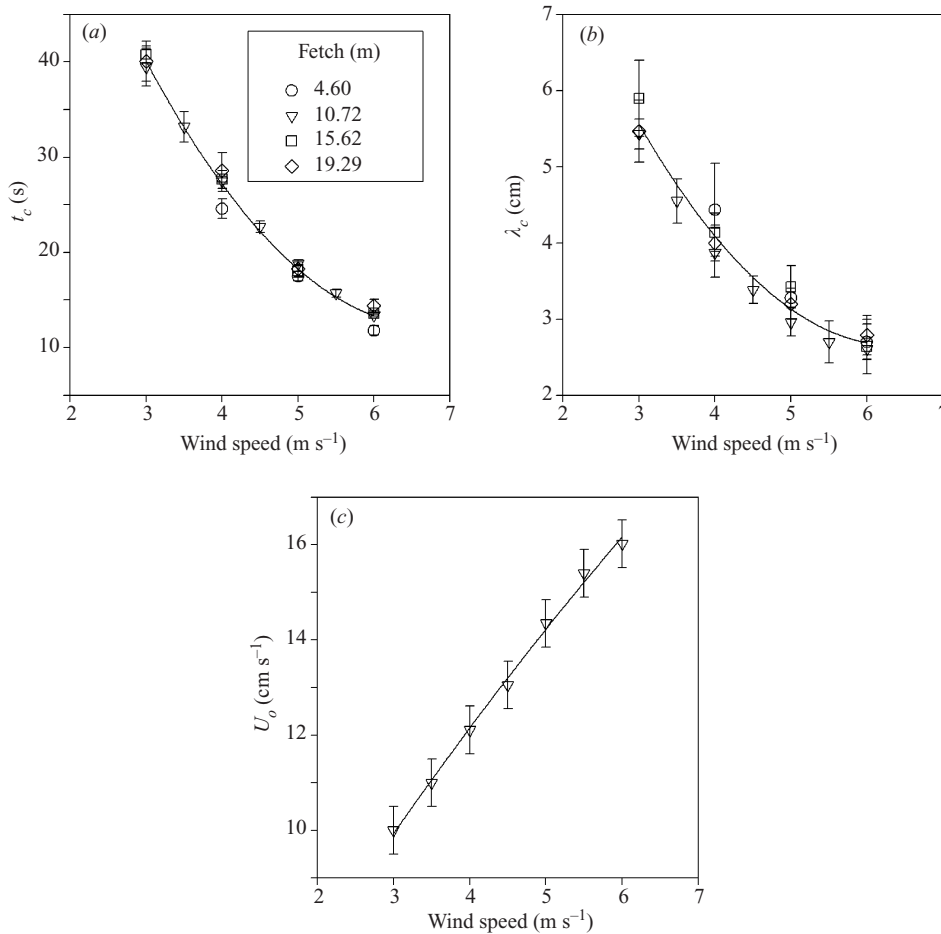 (a)
Fetch (m)
4.60
10.72
15.62
19.29
40
30
20
10
t_c (s)
2 3 4 5 6 7
Wind speed (m s⁻¹)
(b)
7
6
5
4
3
2
λ_c (cm)
2 3 4 5 6 7
Wind speed (m s⁻¹)
(c)
16
14
12
10
U_o (cm s⁻¹)
2 3 4 5 6 7
Wind speed (m s⁻¹)